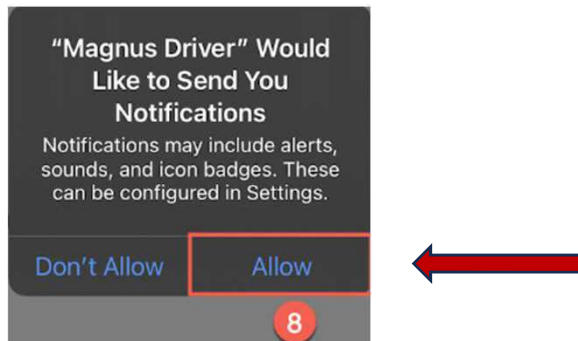 “Magnus Driver” Would
Like to Send You
Notifications
Notifications may include alerts,
sounds, and icon badges. These
can be configured in Settings.
Don’t Allow
Allow
8